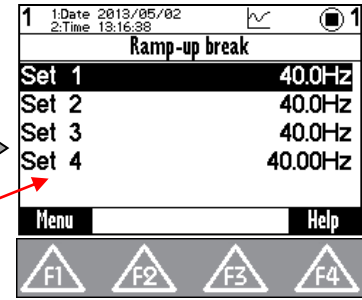 1 1:Date 2013/05/02 1
2:Time 13:16:38
Ramp-up break
Set 1 40.0Hz
Set 2 40.0Hz
Set 3 40.0Hz
Set 4 40.00Hz
Menu Help
F1 F2 F3 F4